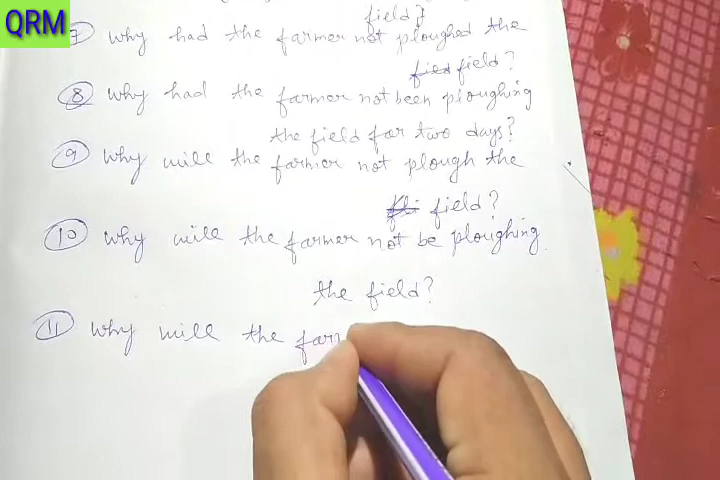 QRM
field?
7 Why had the farmer not ploughed the
field?
8 Why had the farmer not been ploughing
the field far two days?
9 Why will the farmer not plough the
field?
10 Why will the farmer not be ploughing
the field?
11 Why will the farm